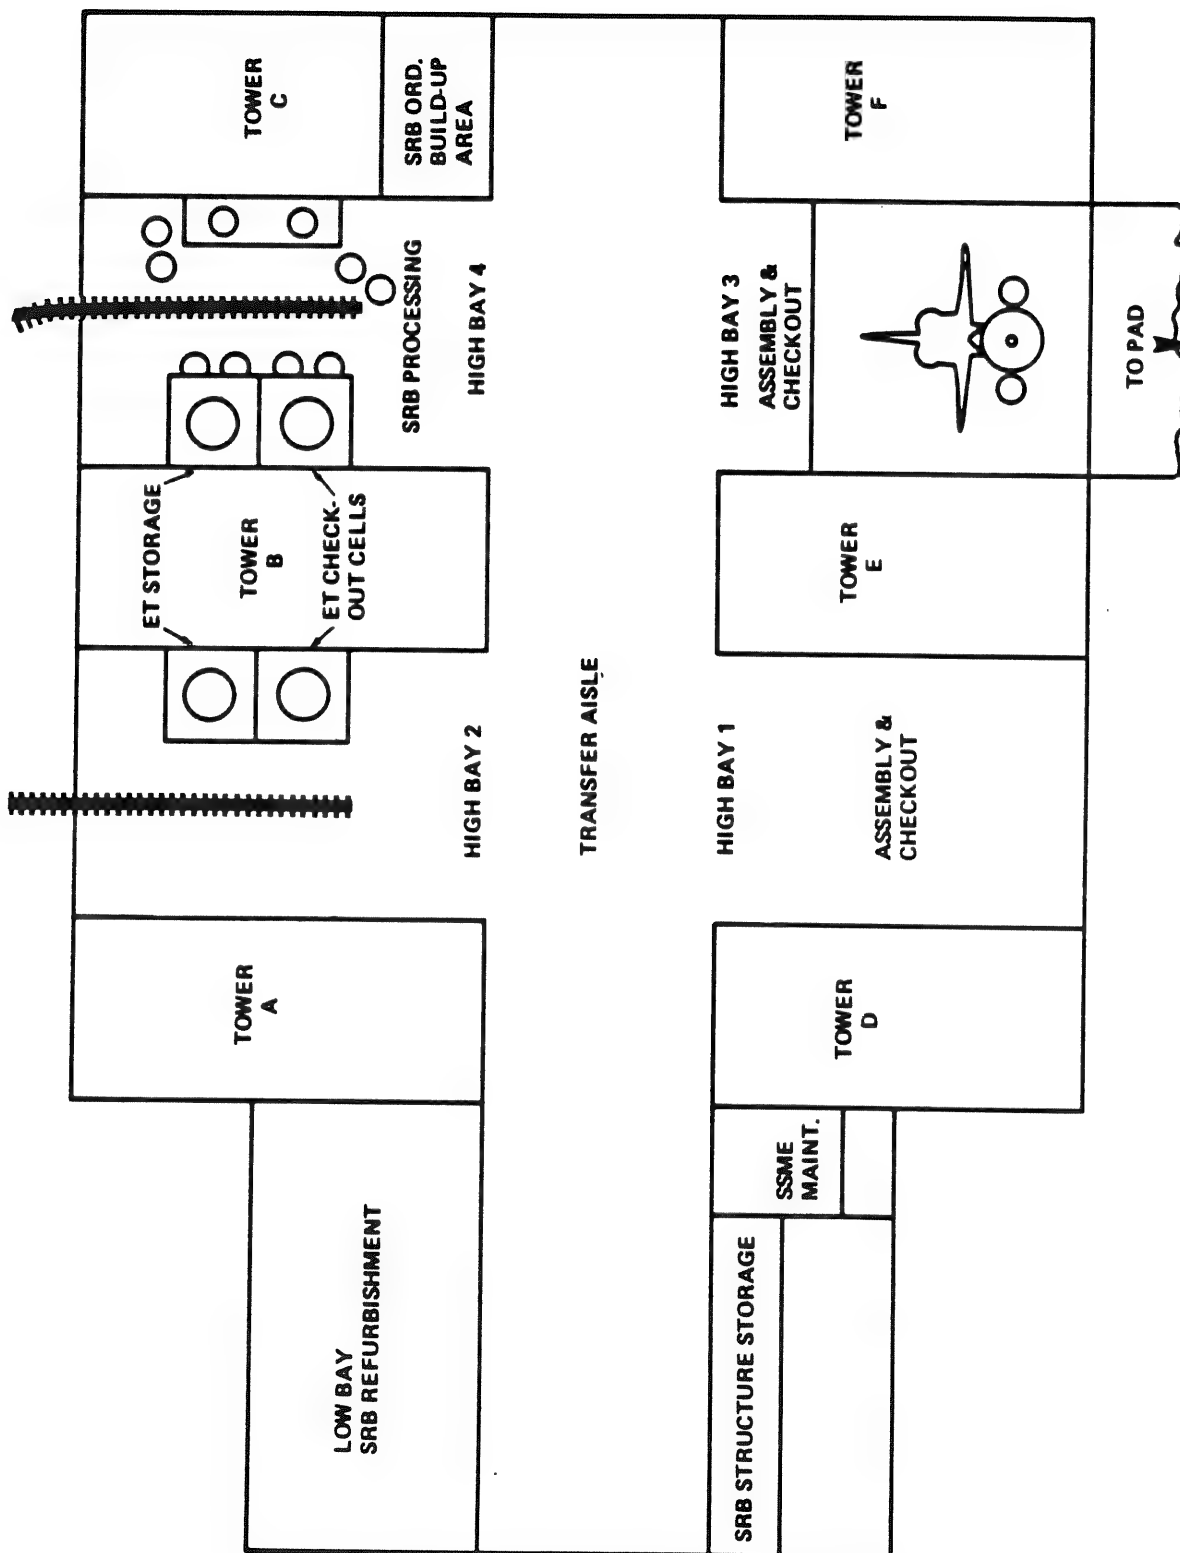 TOWER
C
SRB ORD.
BUILD-UP
AREA
TOWER
F
SRB PROCESSING
HIGH BAY 4
HIGH BAY 3
ASSEMBLY &
CHECKOUT
TO PAD
ET STORAGE
TOWER
B
ET CHECK-
OUT CELLS
TOWER
E
HIGH BAY 2
TRANSFER AISLE
HIGH BAY 1
ASSEMBLY &
CHECKOUT
TOWER
A
TOWER
D
LOW BAY
SRB REFURBISHMENT
SSME
MAINT.
SRB STRUCTURE STORAGE